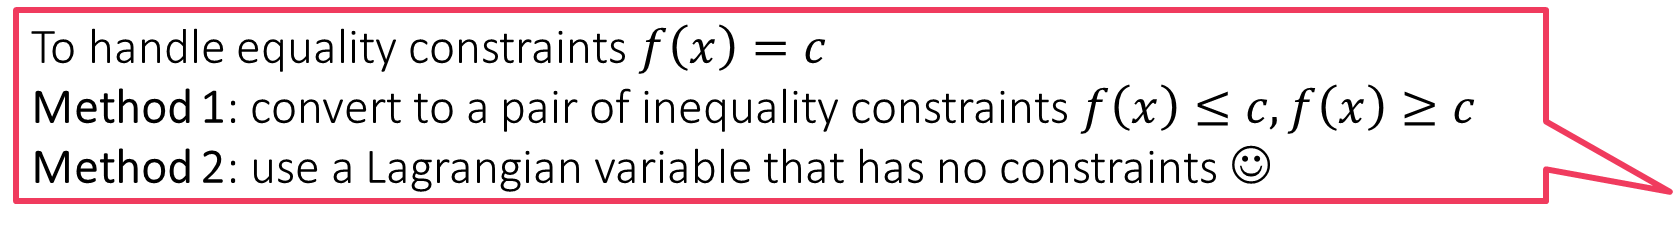 To handle equality constraints 𝑓(𝑥) = 𝑐
Method 1: convert to a pair of inequality constraints 𝑓(𝑥) ≤ 𝑐, 𝑓(𝑥) ≥ 𝑐
Method 2: use a Lagrangian variable that has no constraints ☺